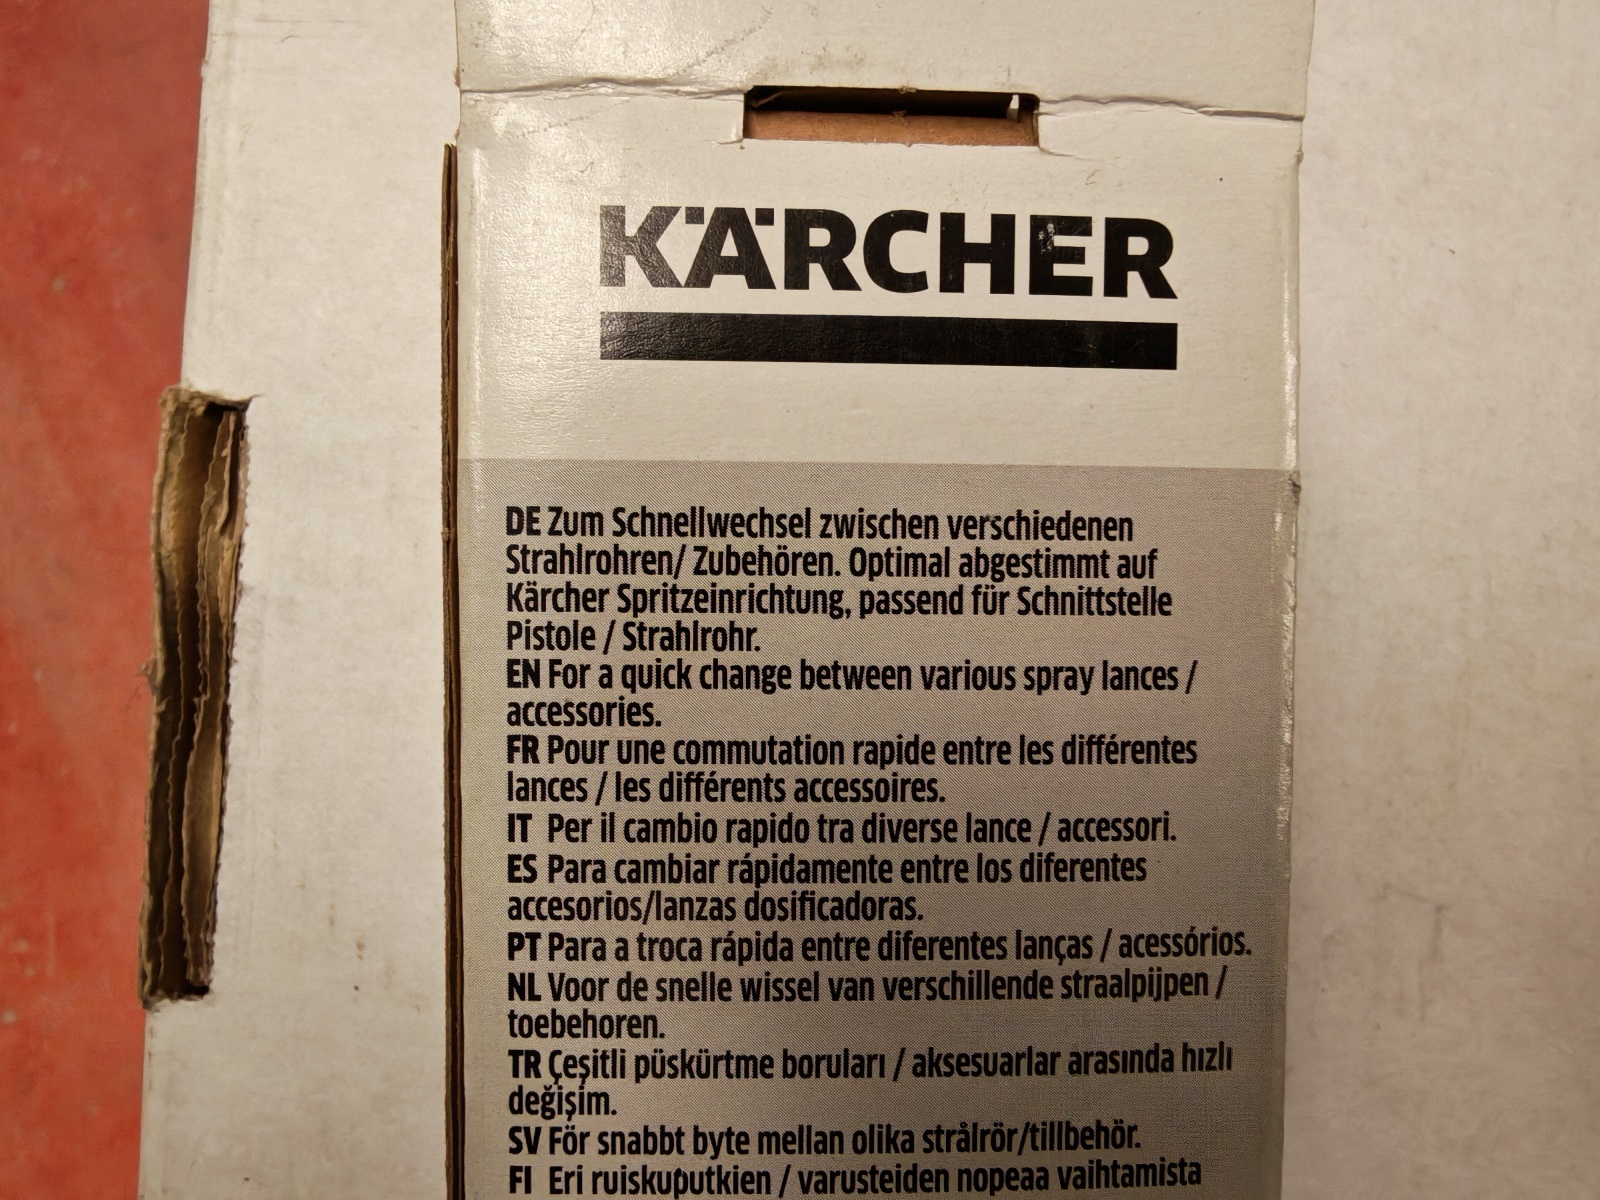 KÄRCHER
DE Zum Schnellwechsel zwischen verschiedenen
Strahlrohren/ Zubehören. Optimal abgestimmt auf
Kärcher Spritzeinrichtung, passend für Schnittstelle
Pistole / Strahlrohr.
EN For a quick change between various spray lances /
accessories.
FR Pour une commutation rapide entre les différentes
lances / les différents accessoires.
IT Per il cambio rapido tra diverse lance / accessori.
ES Para cambiar rápidamente entre los diferentes
accesorios/lanzas dosificadoras.
PT Para a troca rápida entre diferentes lanças / acessórios.
NL Voor de snelle wissel van verschillende straalpijpen /
toebehoren.
TR Çeşitli püskürtme boruları / aksesuarlar arasında hızlı
değişim.
SV För snabbt byte mellan olika strålrör/tillbehör.
FI Eri ruiskuputkien / varusteiden nopeaa vaihtamista